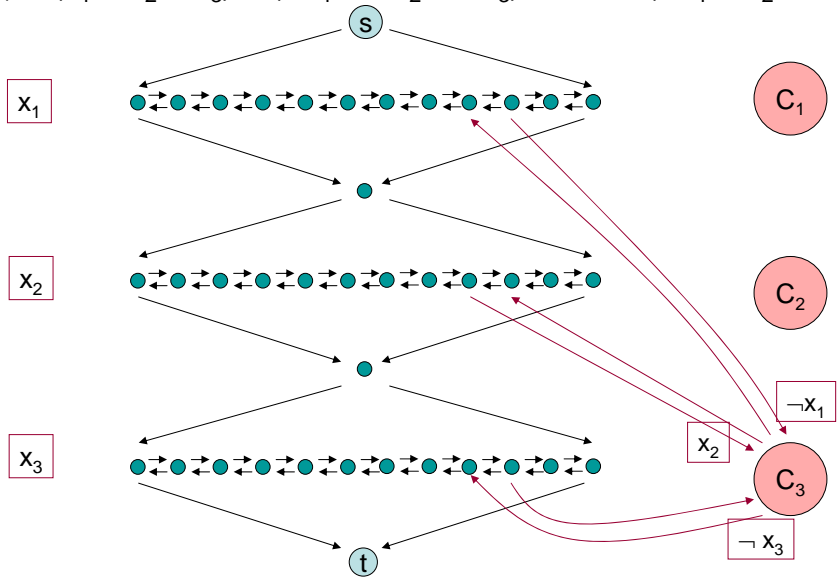 s
x₁
C₁
x₂
C₂
¬x₁
x₂
x₃
C₃
¬ x₃
t